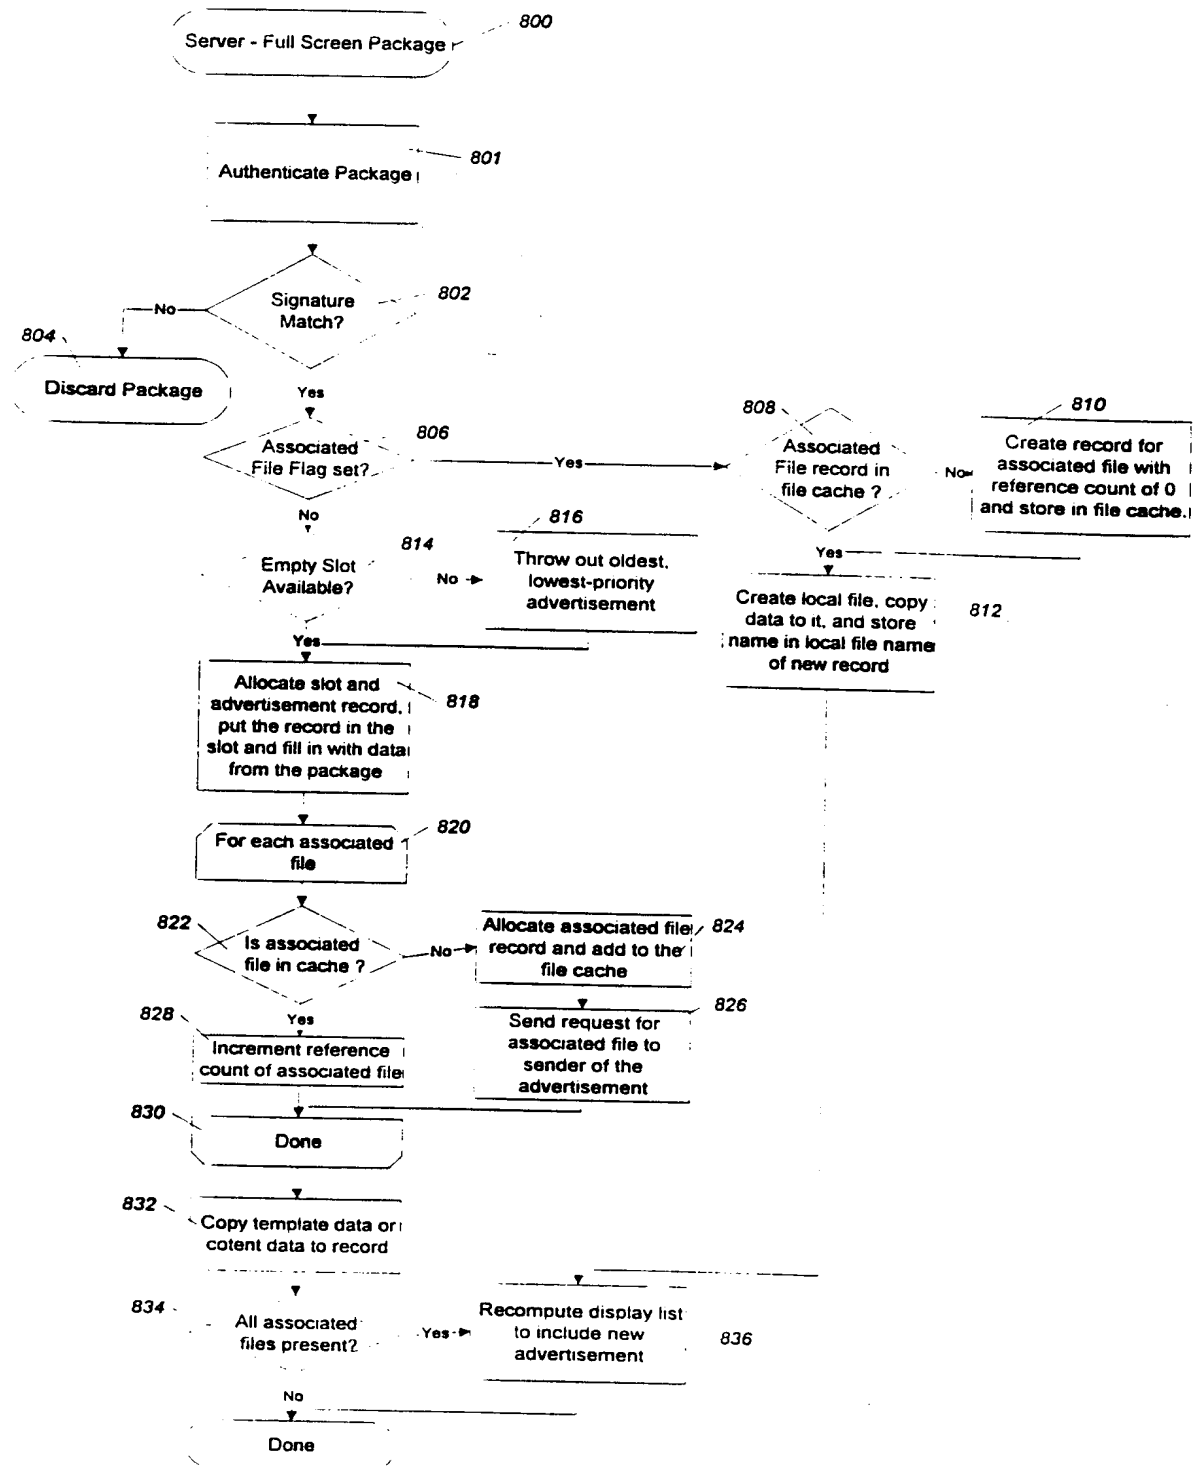 800
Server - Full Screen Package
801
Authenticate Package
802
Signature
Match?
No
804
Discard Package
Yes
806
Associated
File Flag set?
Yes
808
Associated
File record in
file cache ?
No
810
Create record for
associated file with
reference count of 0
and store in file cache.
No
814
Empty Slot
Available?
No
816
Throw out oldest,
lowest-priority
advertisement
Yes
812
Create local file, copy
data to it, and store
name in local file name
of new record
Yes
818
Allocate slot and
advertisement record,
put the record in the
slot and fill in with data
from the package
820
For each associated
file
822
Is associated
file in cache ?
No
824
Allocate associated file
record and add to the
file cache
826
Send request for
associated file to
sender of the
advertisement
Yes
828
Increment reference
count of associated file
830
Done
832
Copy template data or
cotent data to record
834
All associated
files present?
Yes
836
Recompute display list
to include new
advertisement
No
Done